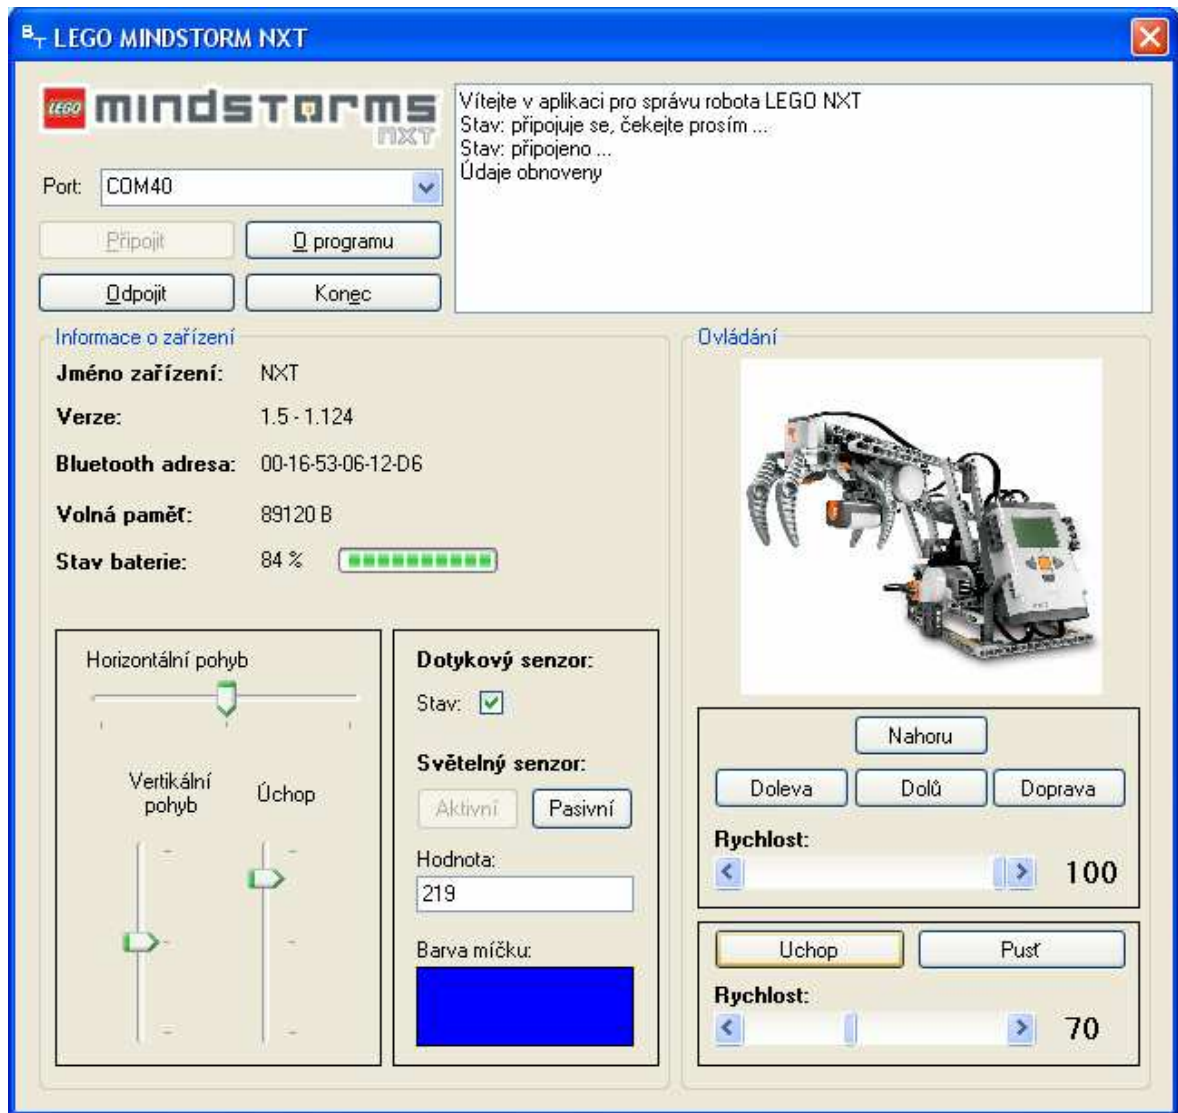 BT LEGO MINDSTORM NXT
LEGO mindstorms
NXT
Port: COM40
Připojit
O programu
Odpojit
Konec
Vítejte v aplikaci pro správu robota LEGO NXT
Stav: připojuje se, čekejte prosím ...
Stav: připojeno ...
Údaje obnoveny
Informace o zařízení
Jméno zařízení: NXT
Verze: 1.5 - 1.124
Bluetooth adresa: 00-16-53-06-12-D6
Volná paměť: 89120 B
Stav baterie: 84 %
Horizontální pohyb
Vertikální
pohyb
Úchop
Dotykový senzor:
Stav:
Světelný senzor:
Aktivní
Pasivní
Hodnota:
219
Barva míčku:
Ovládání
Nahoru
Doleva
Dolů
Doprava
Rychlost:
100
Uchop
Pusť
Rychlost:
70